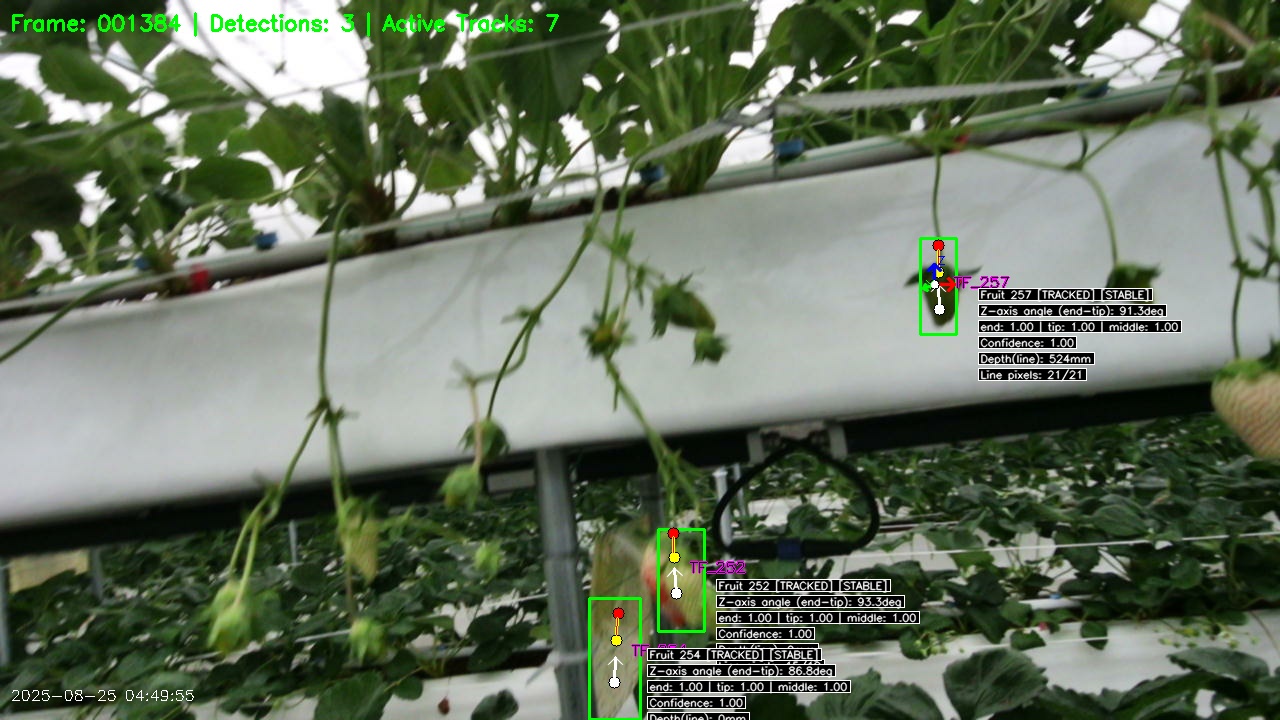 Frame: 001384 | Detections: 3 | Active Tracks: 7
Z
TF_257
Fruit 257 [TRACKED] [STABLE]
Z-axis angle (end-tip): 91.3deg
end: 1.00 | tip: 1.00 | middle: 1.00
Confidence: 1.00
Depth(line): 524mm
Line pixels: 21/21
TF_252
Fruit 252 [TRACKED] [STABLE]
Z-axis angle (end-tip): 93.3deg
end: 1.00 | tip: 1.00 | middle: 1.00
Confidence: 1.00
Fruit 254 [TRACKED] [STABLE]
Z-axis angle (end-tip): 86.8deg
end: 1.00 | tip: 1.00 | middle: 1.00
Confidence: 1.00
Depth(line): 0mm
2025-08-25 04:49:55